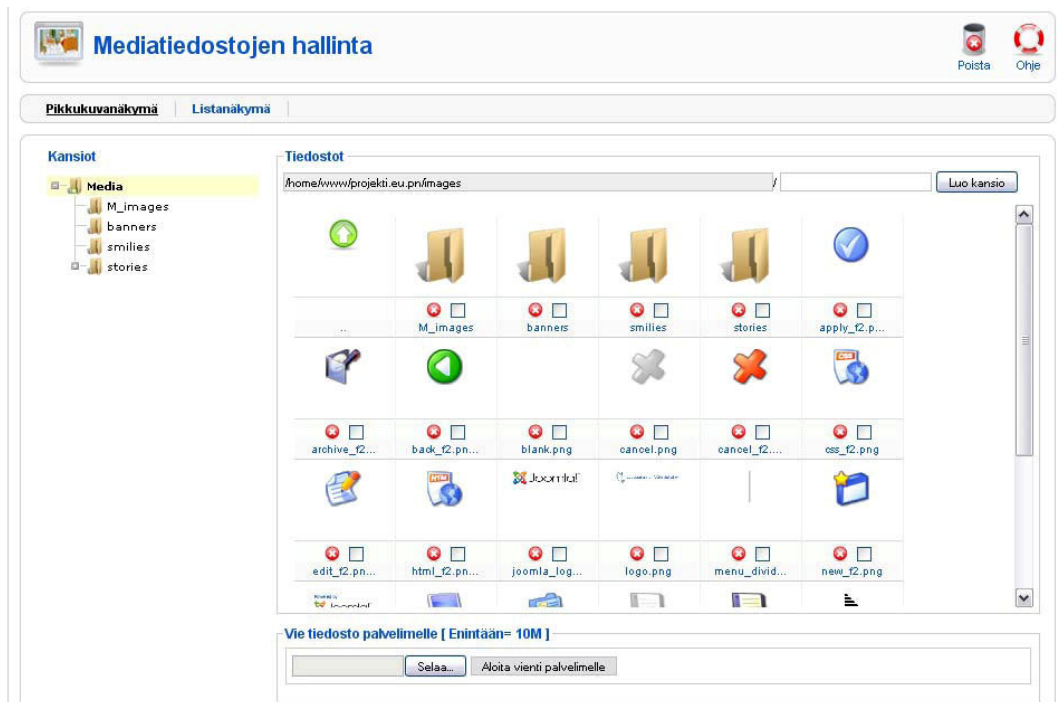 Mediatiedostojen hallinta
Poista Ohje
Pikkukuvanäkymä Listanäkymä
Kansiot
Media
M_images
banners
smilies
stories
Tiedostot
/home/www/projekti.eu.pn/images / Luo kansio
.. M_images banners smilies stories apply_f2.p...
archive_f2... back_f2.pn... blank.png cancel.png cancel_f2.... css_f2.png
Joomla!
edit_f2.pn... html_f2.pn... joomla_log... logo.png menu_divid... new_f2.png
Vie tiedosto palvelimelle [ Enintään= 10M ]
Selaa... Aloita vienti palvelimelle